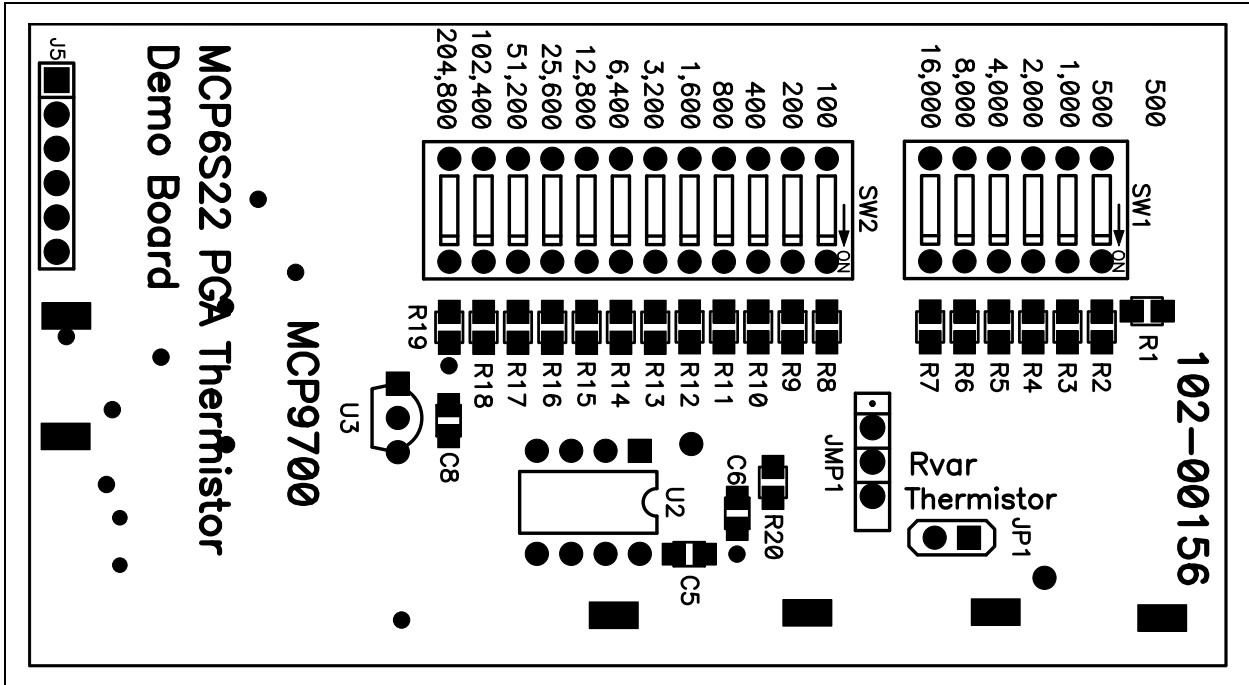 J5
MCP6S22 PGA Thermistor
Demo Board
204,800
102,400
51,200
25,600
12,800
6,400
3,200
1,600
800
400
200
100
16,000
8,000
4,000
2,000
1,000
500
500
SW2
ON
SW1
ON
R19
R18
R17
R16
R15
R14
R13
R12
R11
R10
R9
R8
R7
R6
R5
R4
R3
R2
R1
MCP9700
U3
C8
U2
C6
R20
C5
JMP1
Rvar
Thermistor
JP1
102-00156